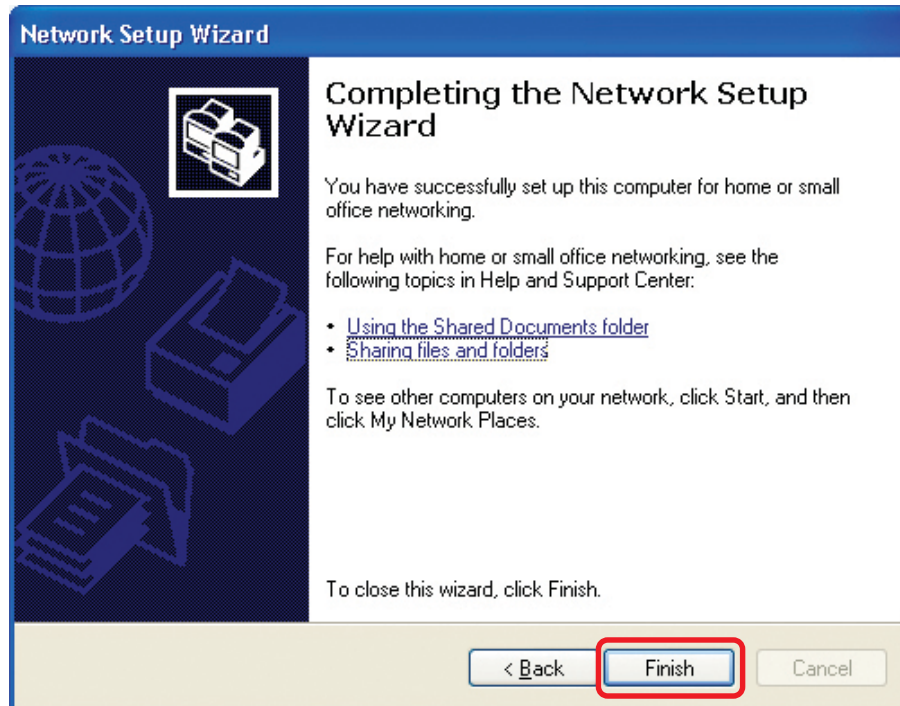 Network Setup Wizard
Completing the Network Setup
Wizard
You have successfully set up this computer for home or small
office networking.
For help with home or small office networking, see the
following topics in Help and Support Center:
• Using the Shared Documents folder
• Sharing files and folders
To see other computers on your network, click Start, and then
click My Network Places.
To close this wizard, click Finish.
< Back Finish Cancel